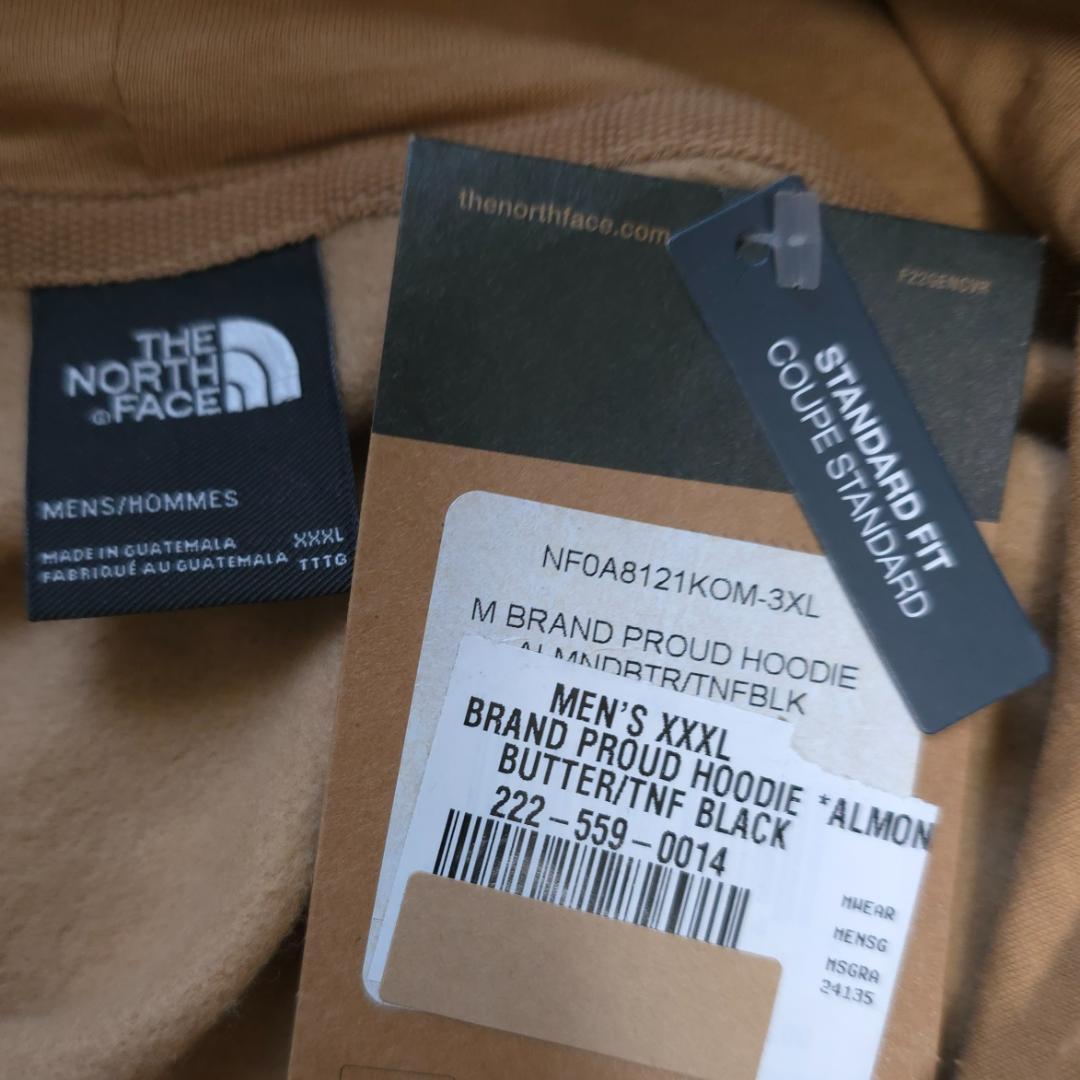 THE
NORTH
FACE
MENS/HOMMES
MADE IN GUATEMALA XXXL
FABRIQUÉ AU GUATEMALA TTTG
thenorthface.com
STANDARD FIT
COUPE STANDARD
NF0A8121KOM-3XL
M BRAND PROUD HOODIE
ALMNDBTR/TNFBLK
MEN'S XXXL
BRAND PROUD HOODIE *ALMON
BUTTER/TNF BLACK
222-559-0014
MWEAR
MENSG
MSGRA
24135